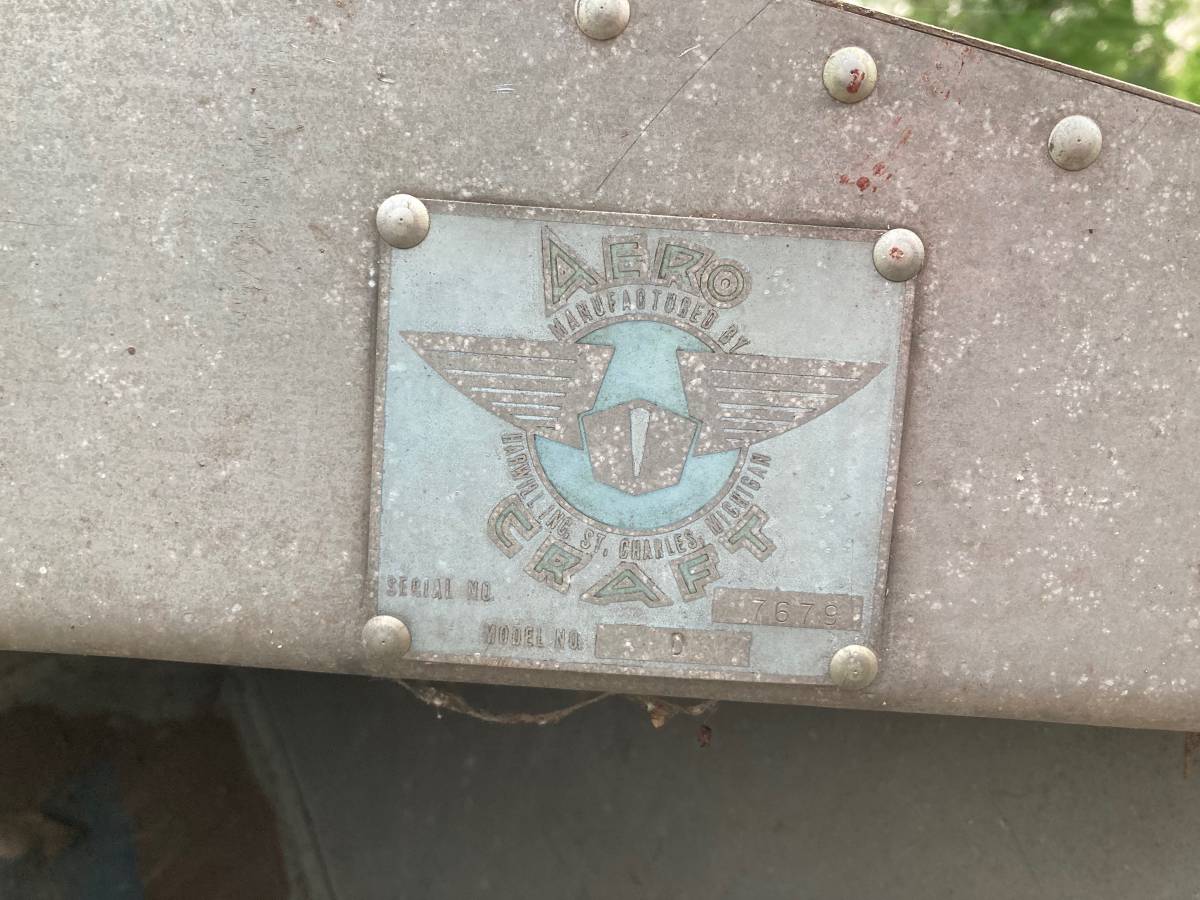 AERO
MANUFACTURED BY
HARWILL INC, ST. CHARLES, MICHIGAN
CRAFT
SERIAL NO. 7679
MODEL NO. D